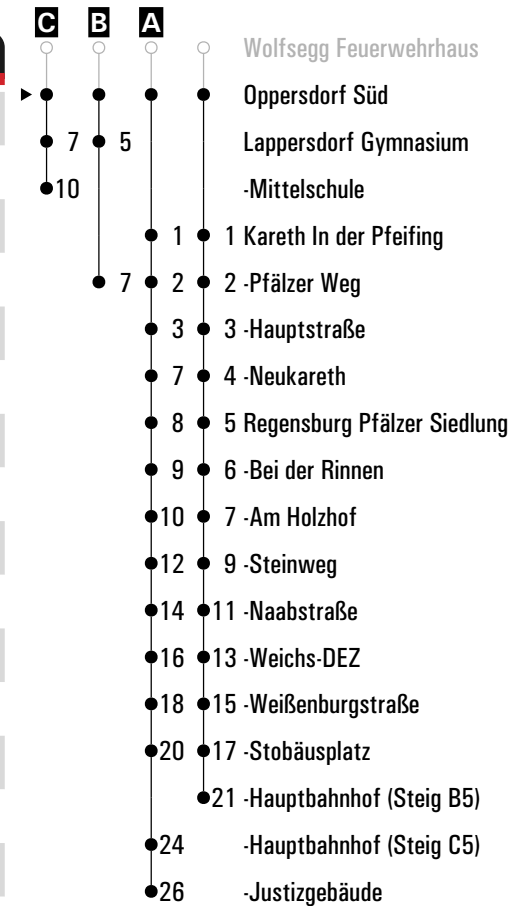 C B A
Wolfsegg Feuerwehrhaus
Oppersdorf Süd
7 5 Lappersdorf Gymnasium
10 -Mittelschule
1 1 Kareth In der Pfeifing
7 2 2 -Pfälzer Weg
3 3 -Hauptstraße
7 4 -Neukareth
8 5 Regensburg Pfälzer Siedlung
9 6 -Bei der Rinnen
10 7 -Am Holzhof
12 9 -Steinweg
14 11 -Naabstraße
16 13 -Weichs-DEZ
18 15 -Weißenburgstraße
20 17 -Stobäusplatz
21 -Hauptbahnhof (Steig B5)
24 -Hauptbahnhof (Steig C5)
26 -Justizgebäude